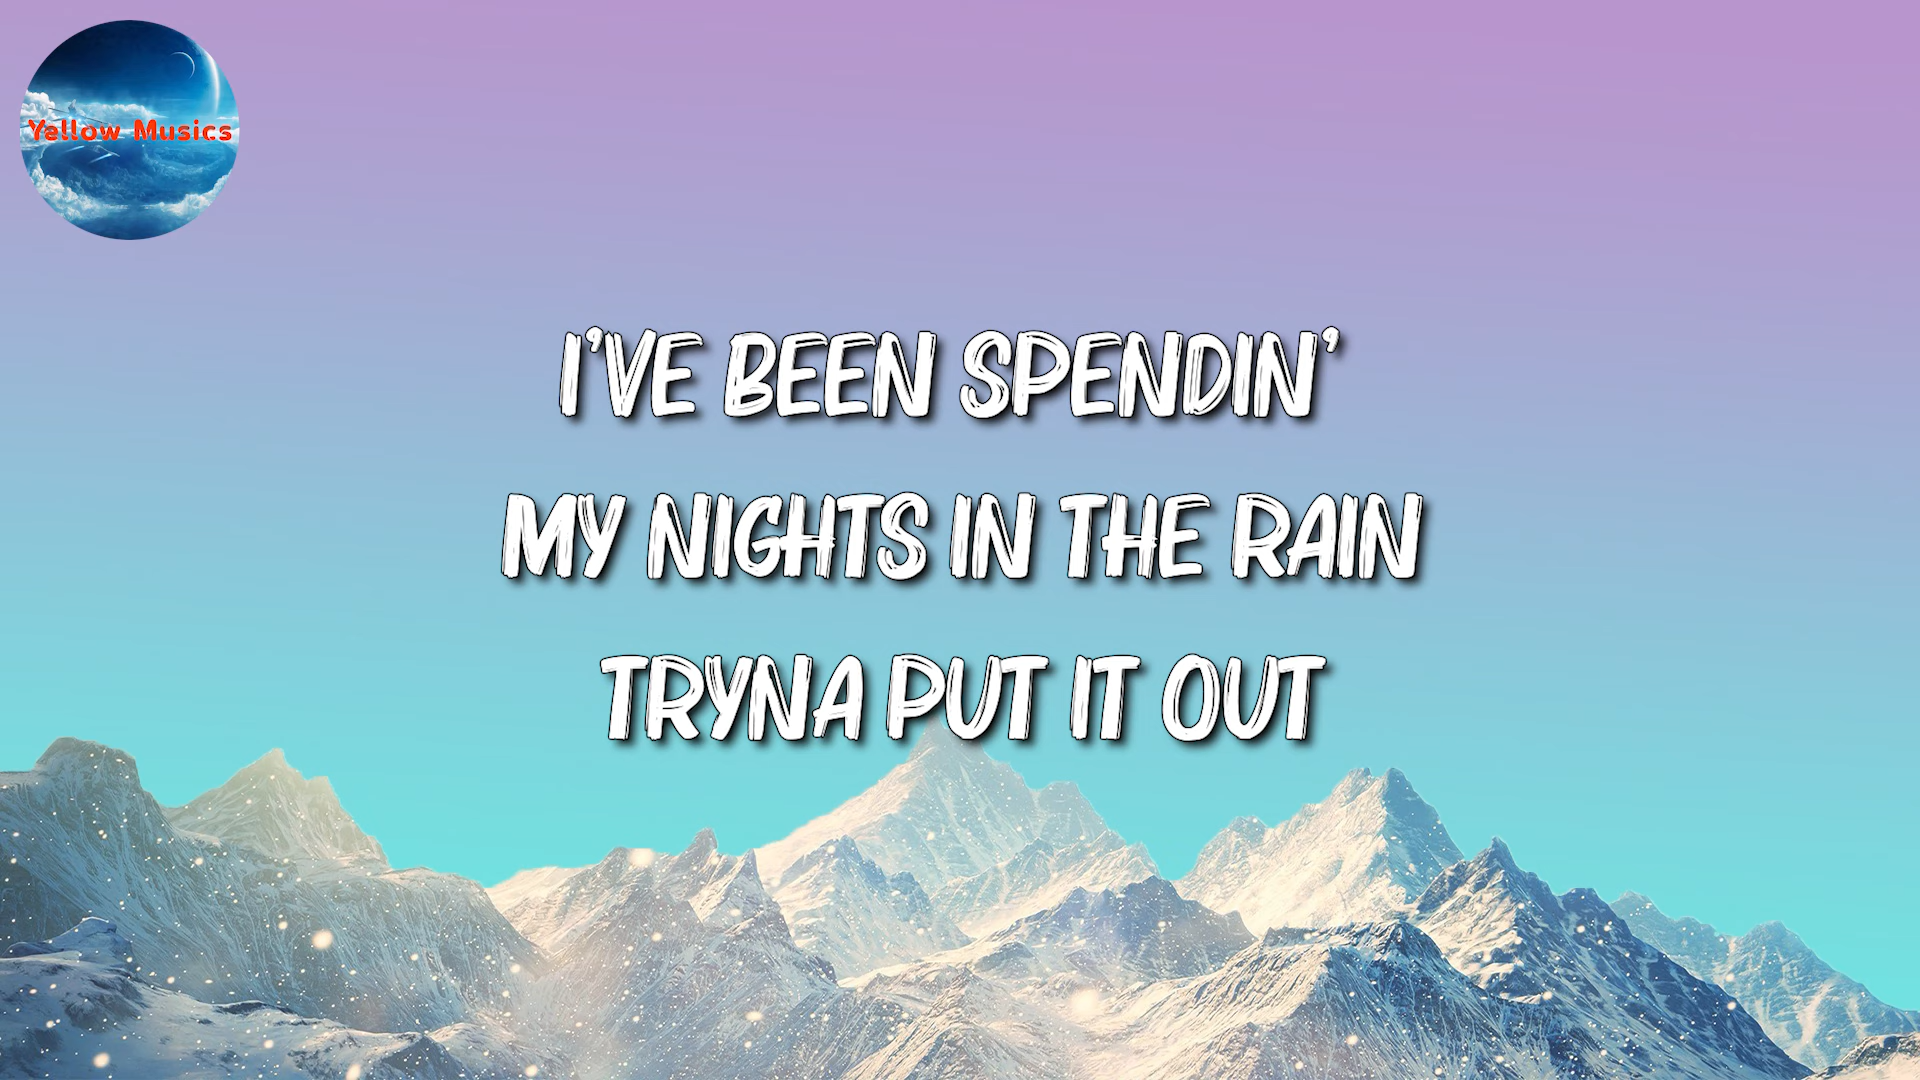 Yellow Musics
I'VE BEEN SPENDIN'
MY NIGHTS IN THE RAIN
TRYNA PUT IT OUT